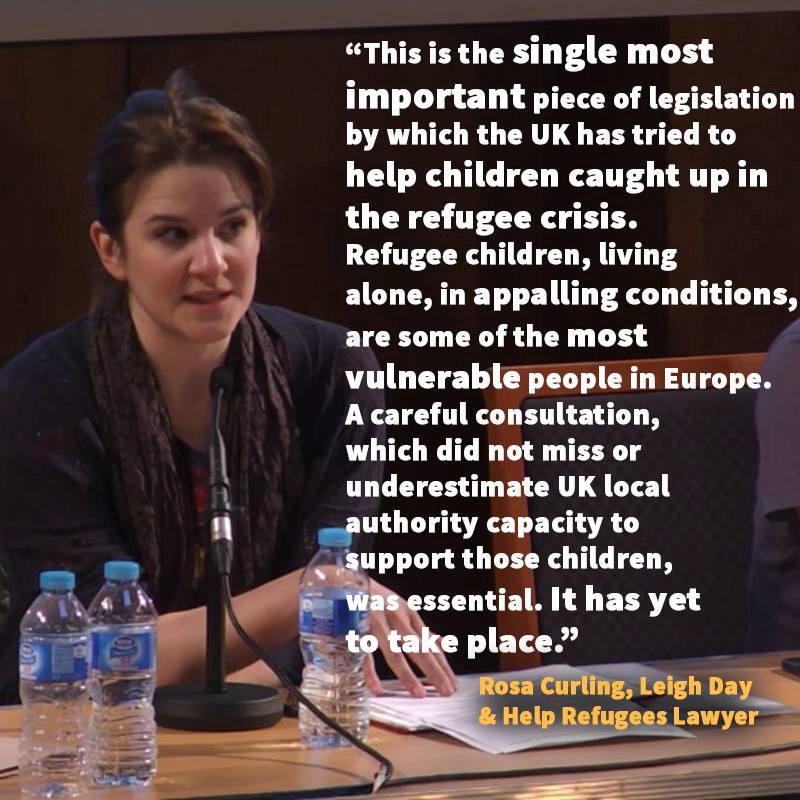 “This is the single most
important piece of legislation
by which the UK has tried to
help children caught up in
the refugee crisis.
Refugee children, living
alone, in appalling conditions,
are some of the most
vulnerable people in Europe.
A careful consultation,
which did not miss or
underestimate UK local
authority capacity to
support those children,
was essential. It has yet
to take place.”
Rosa Curling, Leigh Day
& Help Refugees Lawyer